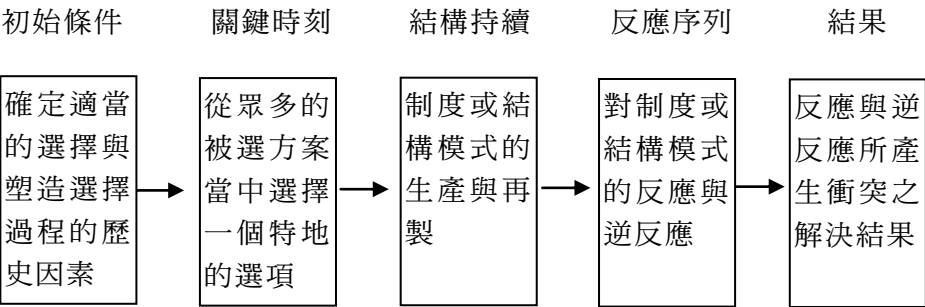 初始條件
關鍵時刻
結構持續
反應序列
結果
確定適當
的選擇與
塑造選擇
過程的歷
史因素
從眾多的
被選方案
當中選擇
一個特地
的選項
制度或結
構模式的
生產與再
製
對制度或
結構模式
的反應與
逆反應
反應與逆
反應所產
生衝突之
解決結果